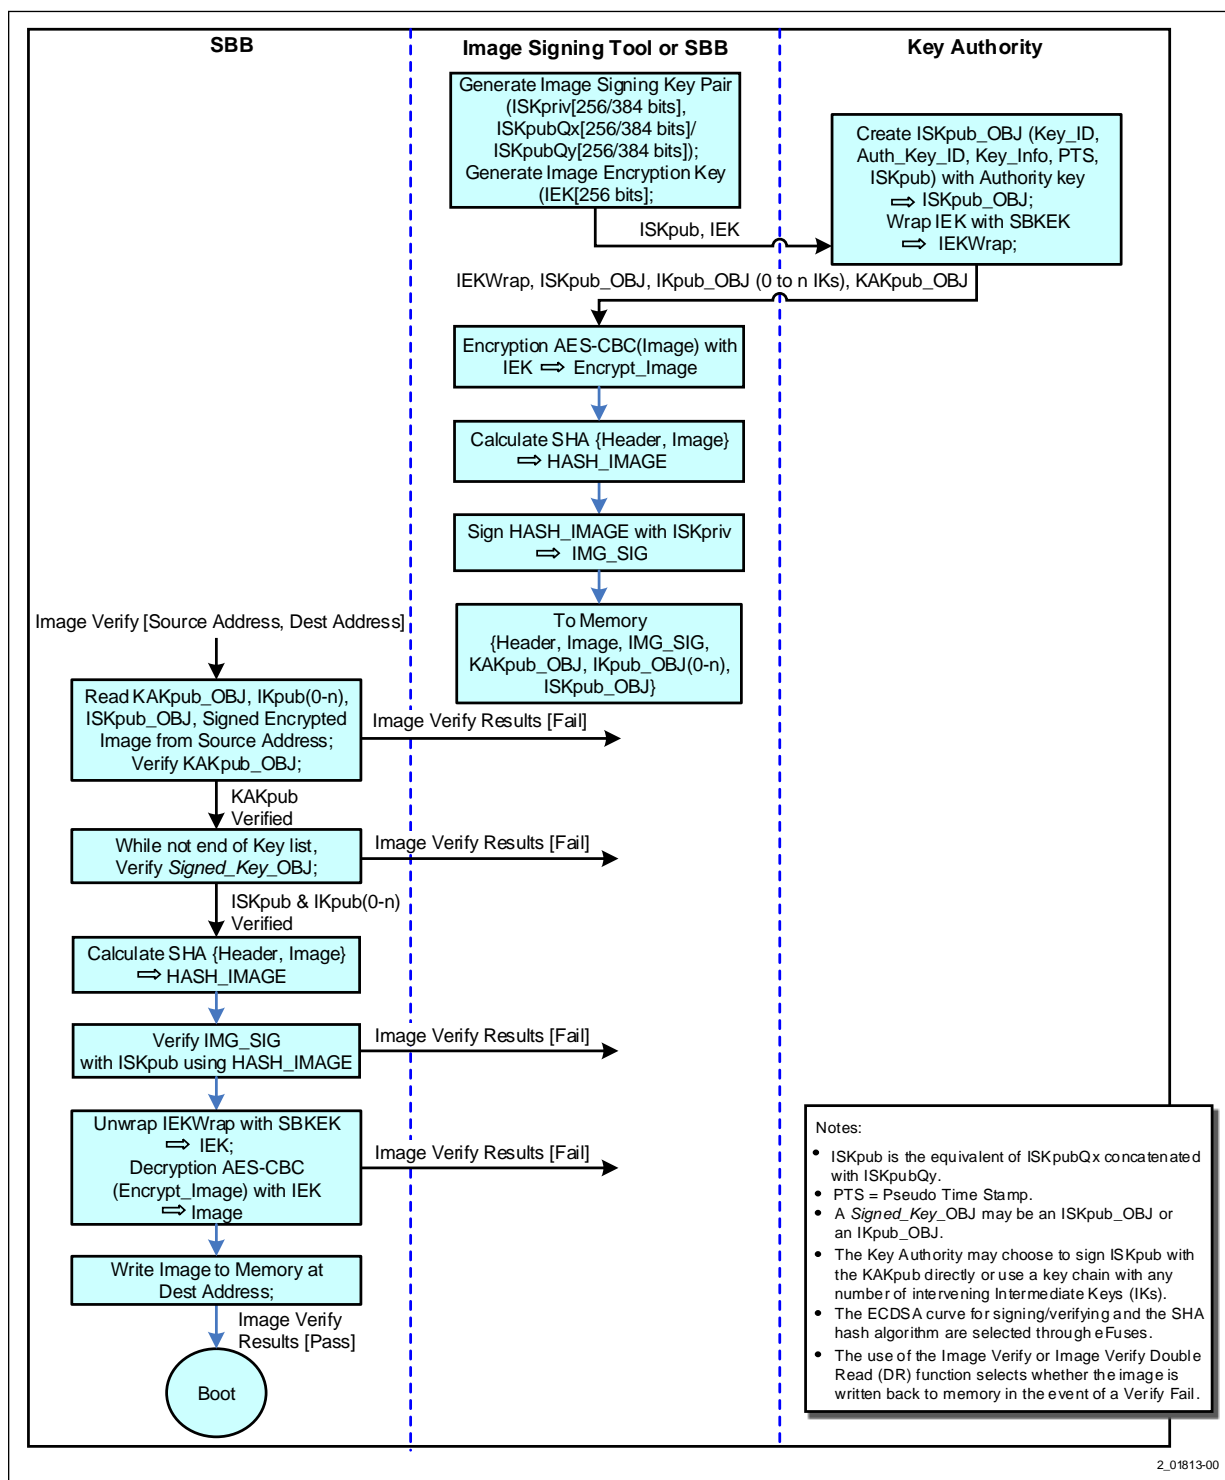 SBB
Image Signing Tool or SBB
Key Authority
Generate Image Signing Key Pair
(ISKpriv[256/384 bits],
ISKpubQx[256/384 bits]/
ISKpubQy[256/384 bits]);
Generate Image Encryption Key
(IEK[256 bits];
Create ISKpub_OBJ (Key_ID,
Auth_Key_ID, Key_Info, PTS,
ISKpub) with Authority key
⇨ ISKpub_OBJ;
Wrap IEK with SBKEK
⇨ IEKWrap;
ISKpub, IEK
IEKWrap, ISKpub_OBJ, IKpub_OBJ (0 to n IKs), KAKpub_OBJ
Encryption AES-CBC(Image) with
IEK ⇨ Encrypt_Image
Calculate SHA {Header, Image}
⇨ HASH_IMAGE
Sign HASH_IMAGE with ISKpriv
⇨ IMG_SIG
To Memory
{Header, Image, IMG_SIG,
KAKpub_OBJ, IKpub_OBJ(0-n),
ISKpub_OBJ}
Image Verify [Source Address, Dest Address]
Read KAKpub_OBJ, IKpub(0-n),
ISKpub_OBJ, Signed Encrypted
Image from Source Address;
Verify KAKpub_OBJ;
Image Verify Results [Fail]
KAKpub
Verified
While not end of Key list,
Verify Signed_Key_OBJ;
Image Verify Results [Fail]
ISKpub & IKpub(0-n)
Verified
Calculate SHA {Header, Image}
⇨ HASH_IMAGE
Verify IMG_SIG
with ISKpub using HASH_IMAGE
Image Verify Results [Fail]
Unwrap IEKWrap with SBKEK
⇨ IEK;
Decryption AES-CBC
(Encrypt_Image) with IEK
⇨ Image
Image Verify Results [Fail]
Write Image to Memory at
Dest Address;
Image Verify
Results [Pass]
Boot
Notes:
• ISKpub is the equivalent of ISKpubQx concatenated
with ISKpubQy.
• PTS = Pseudo Time Stamp.
• A Signed_Key_OBJ may be an ISKpub_OBJ or
an IKpub_OBJ.
• The Key Authority may choose to sign ISKpub with
the KAKpub directly or use a key chain with any
number of intervening Intermediate Keys (IKs).
• The ECDSA curve for signing/verifying and the SHA
hash algorithm are selected through eFuses.
• The use of the Image Verify or Image Verify Double
Read (DR) function selects whether the image is
written back to memory in the event of a Verify Fail.
2_01813-00